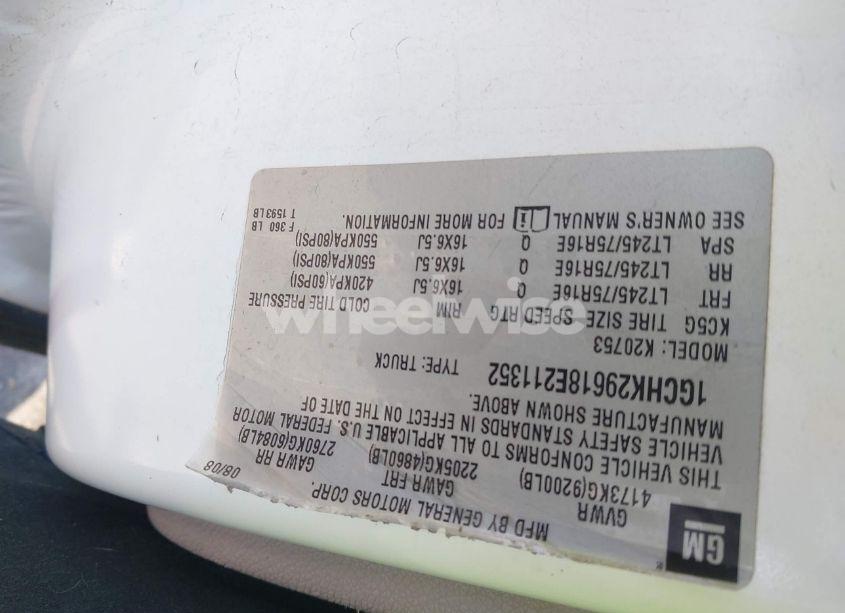 GM
MFD BY GENERAL MOTORS CORP. 08/08
GVWR GAWR FRT GAWR RR
4173KG(9200LB) 2205KG(4860LB) 2760KG(6084LB)
THIS VEHICLE CONFORMS TO ALL APPLICABLE U.S. FEDERAL MOTOR
VEHICLE SAFETY STANDARDS IN EFFECT ON THE DATE OF
MANUFACTURE SHOWN ABOVE.
1GCHK29618E211352 TYPE: TRUCK
MODEL: K20753
KC5G TIRE SIZE SPEED RTG RIM COLD TIRE PRESSURE
FRT LT245/75R16E Q 16X6.5J 420KPA(60PSI)
RR LT245/75R16E Q 16X6.5J 550KPA(80PSI)
SPA LT245/75R16E Q 16X6.5J 550KPA(80PSI)
SEE OWNER'S MANUAL i FOR MORE INFORMATION.
F 360 LB
T 1593 LB
wheelwise